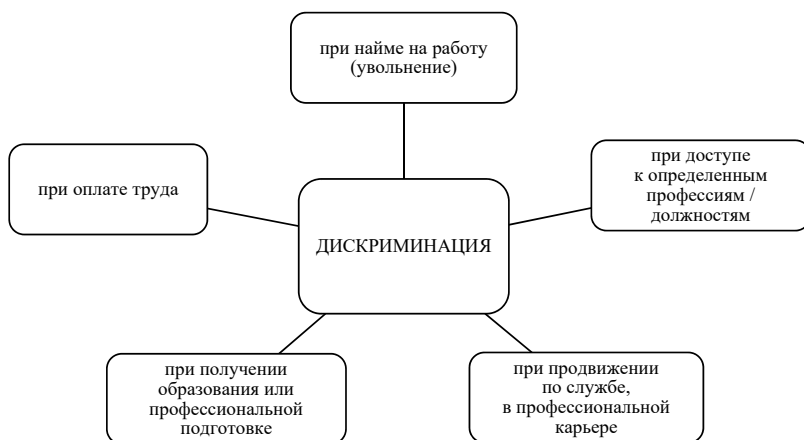 при найме на работу
(увольнение)
при оплате труда
при доступе
к определенным
профессиям /
должностям
ДИСКРИМИНАЦИЯ
при получении
образования или
профессиональной
подготовке
при продвижении
по службе,
в профессиональной
карьере